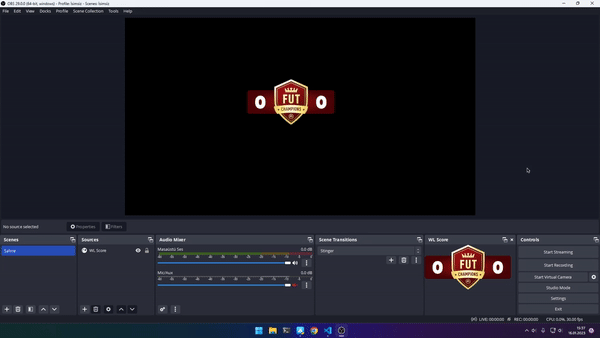 OBS 29.0.0 (64-bit, windows) - Profile: Isimsiz - Scenes: Isimsiz
File Edit View Docks Profile Scene Collection Tools Help
0 FUT 0
CHAMPIONS
No source selected Properties Filters
Scenes Sources Audio Mixer Scene Transitions WL Score Controls
Sahne
WL Score
Masaüstü Ses 0.0 dB
Mic/Aux 0.0 dB
Stinger
0 FUT 0
CHAMPIONS
Start Streaming
Start Recording
Start Virtual Camera
Studio Mode
Settings
Exit
LIVE: 00:00:00 REC: 00:00:00 CPU: 0.0%, 30.00 fps
15:37
16.01.2023